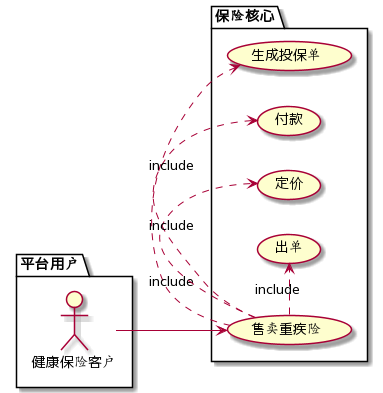 保险核心
生成投保单
付款
include
定价
include
出单
平台用户
include
include
售卖重疾险
健康保险客户